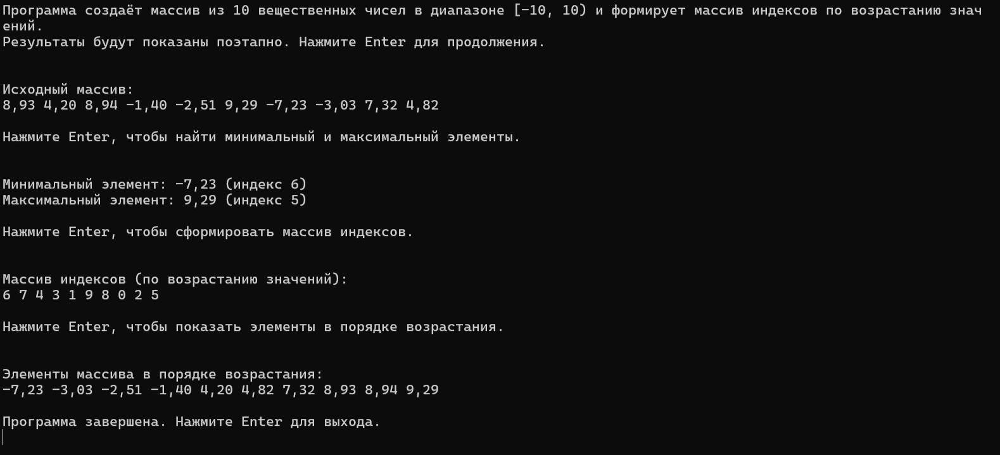 Программа создаёт массив из 10 вещественных чисел в диапазоне [-10, 10) и формирует массив индексов по возрастанию знач
ений.
Результаты будут показаны поэтапно. Нажмите Enter для продолжения.
Исходный массив:
8,93 4,20 8,94 -1,40 -2,51 9,29 -7,23 -3,03 7,32 4,82
Нажмите Enter, чтобы найти минимальный и максимальный элементы.
Минимальный элемент: -7,23 (индекс 6)
Максимальный элемент: 9,29 (индекс 5)
Нажмите Enter, чтобы сформировать массив индексов.
Массив индексов (по возрастанию значений):
6 7 4 3 1 9 8 0 2 5
Нажмите Enter, чтобы показать элементы в порядке возрастания.
Элементы массива в порядке возрастания:
-7,23 -3,03 -2,51 -1,40 4,20 4,82 7,32 8,93 8,94 9,29
Программа завершена. Нажмите Enter для выхода.